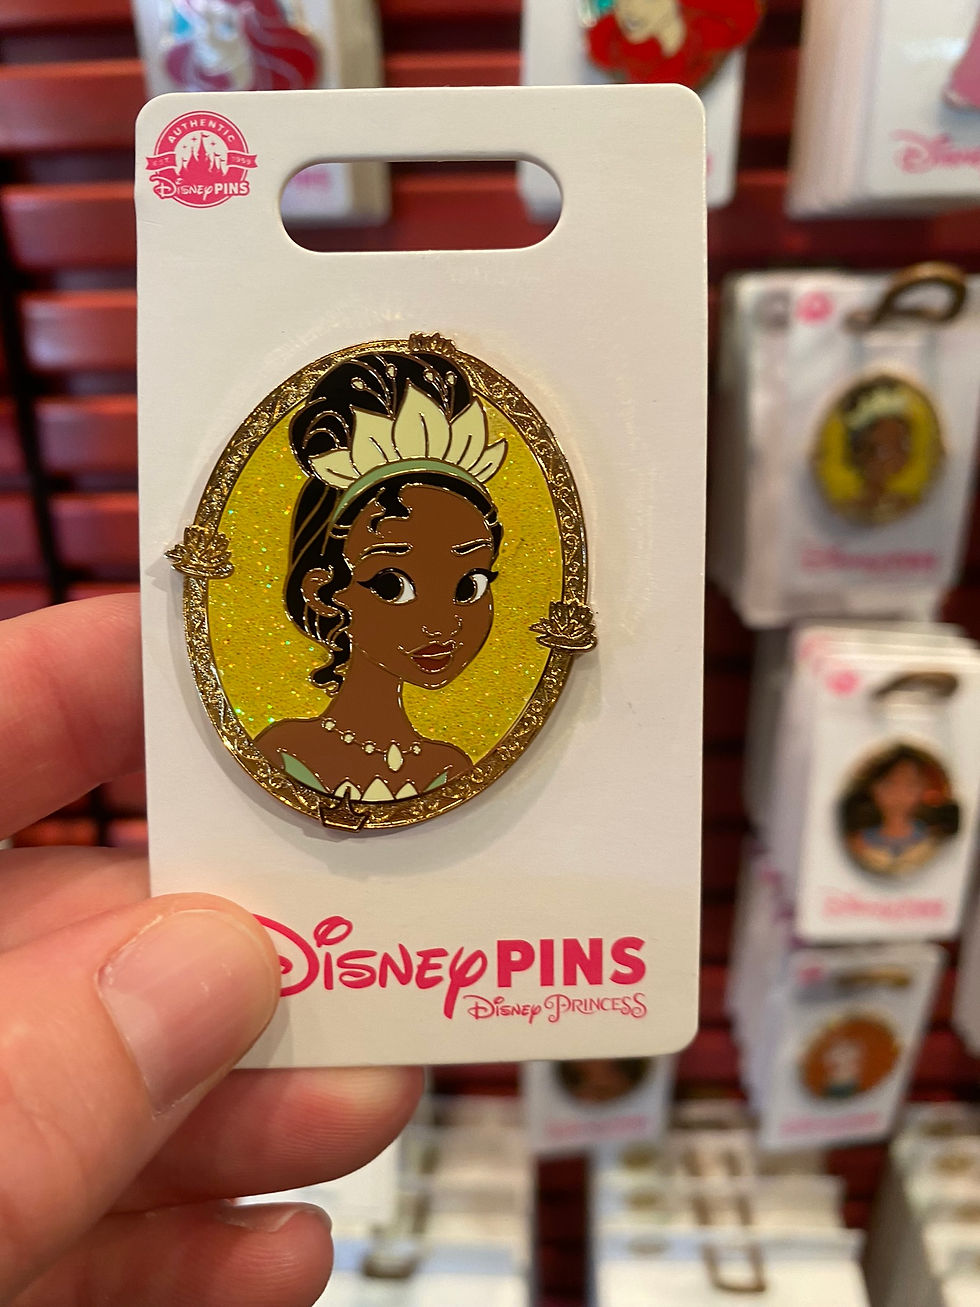 AUTHENTIC
EST. 1959
Disney PINS
Disney PINS
Disney PRINCESS